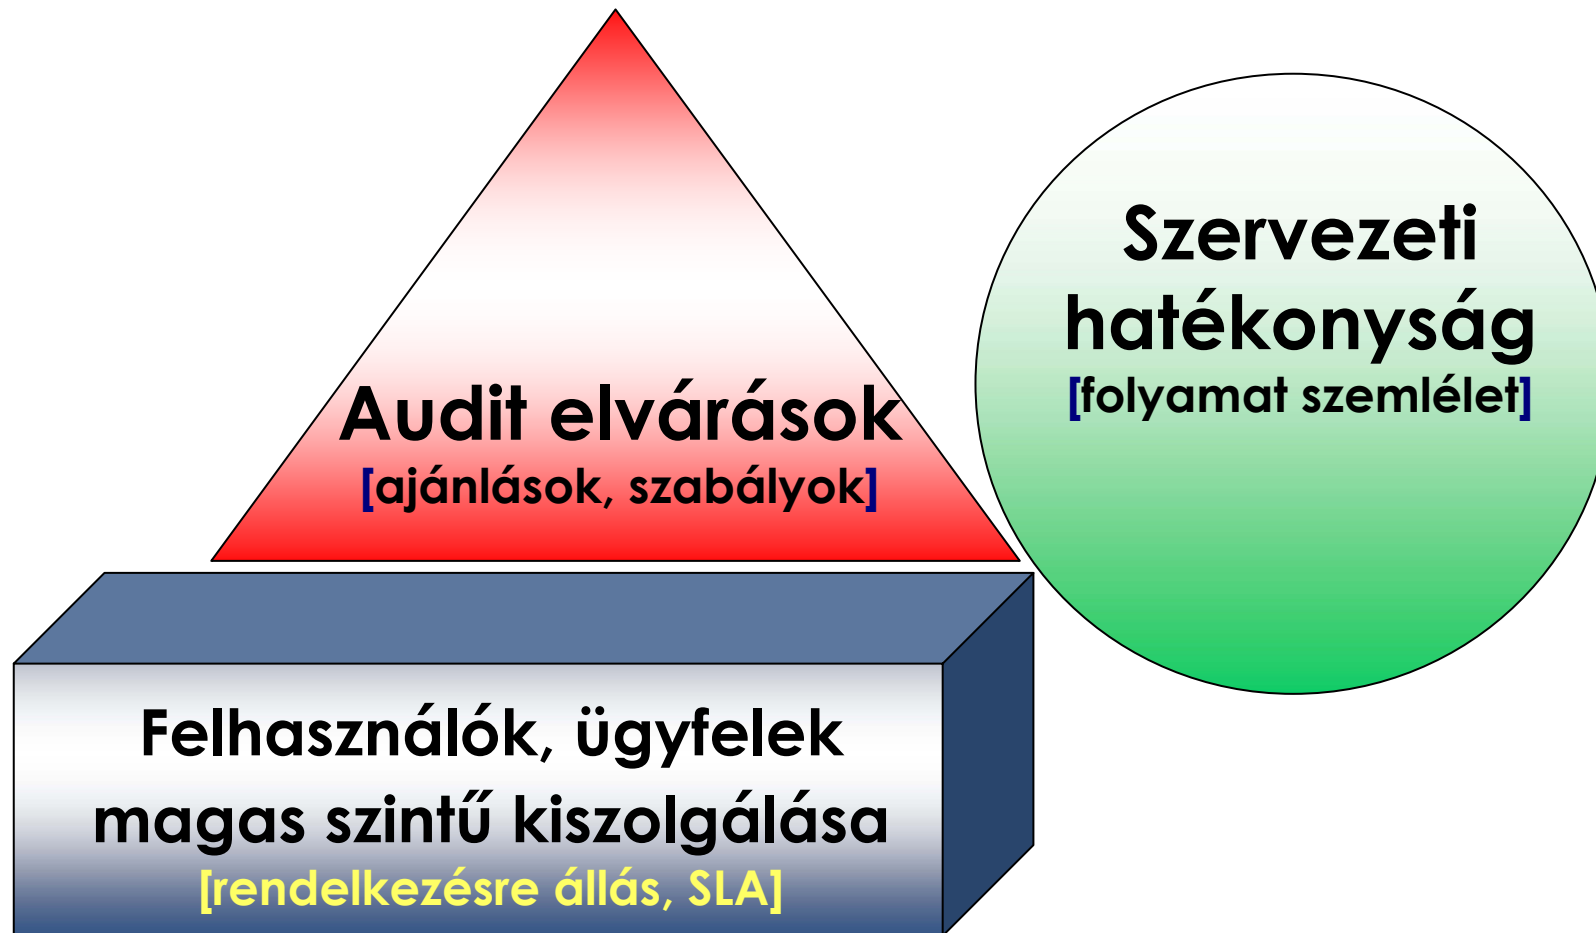 Szervezeti
hatékonyság
[folyamat szemlélet]
Audit elvárások
[ajánlások, szabályok]
Felhasználók, ügyfelek
magas szintű kiszolgálása
[rendelkezésre állás, SLA]